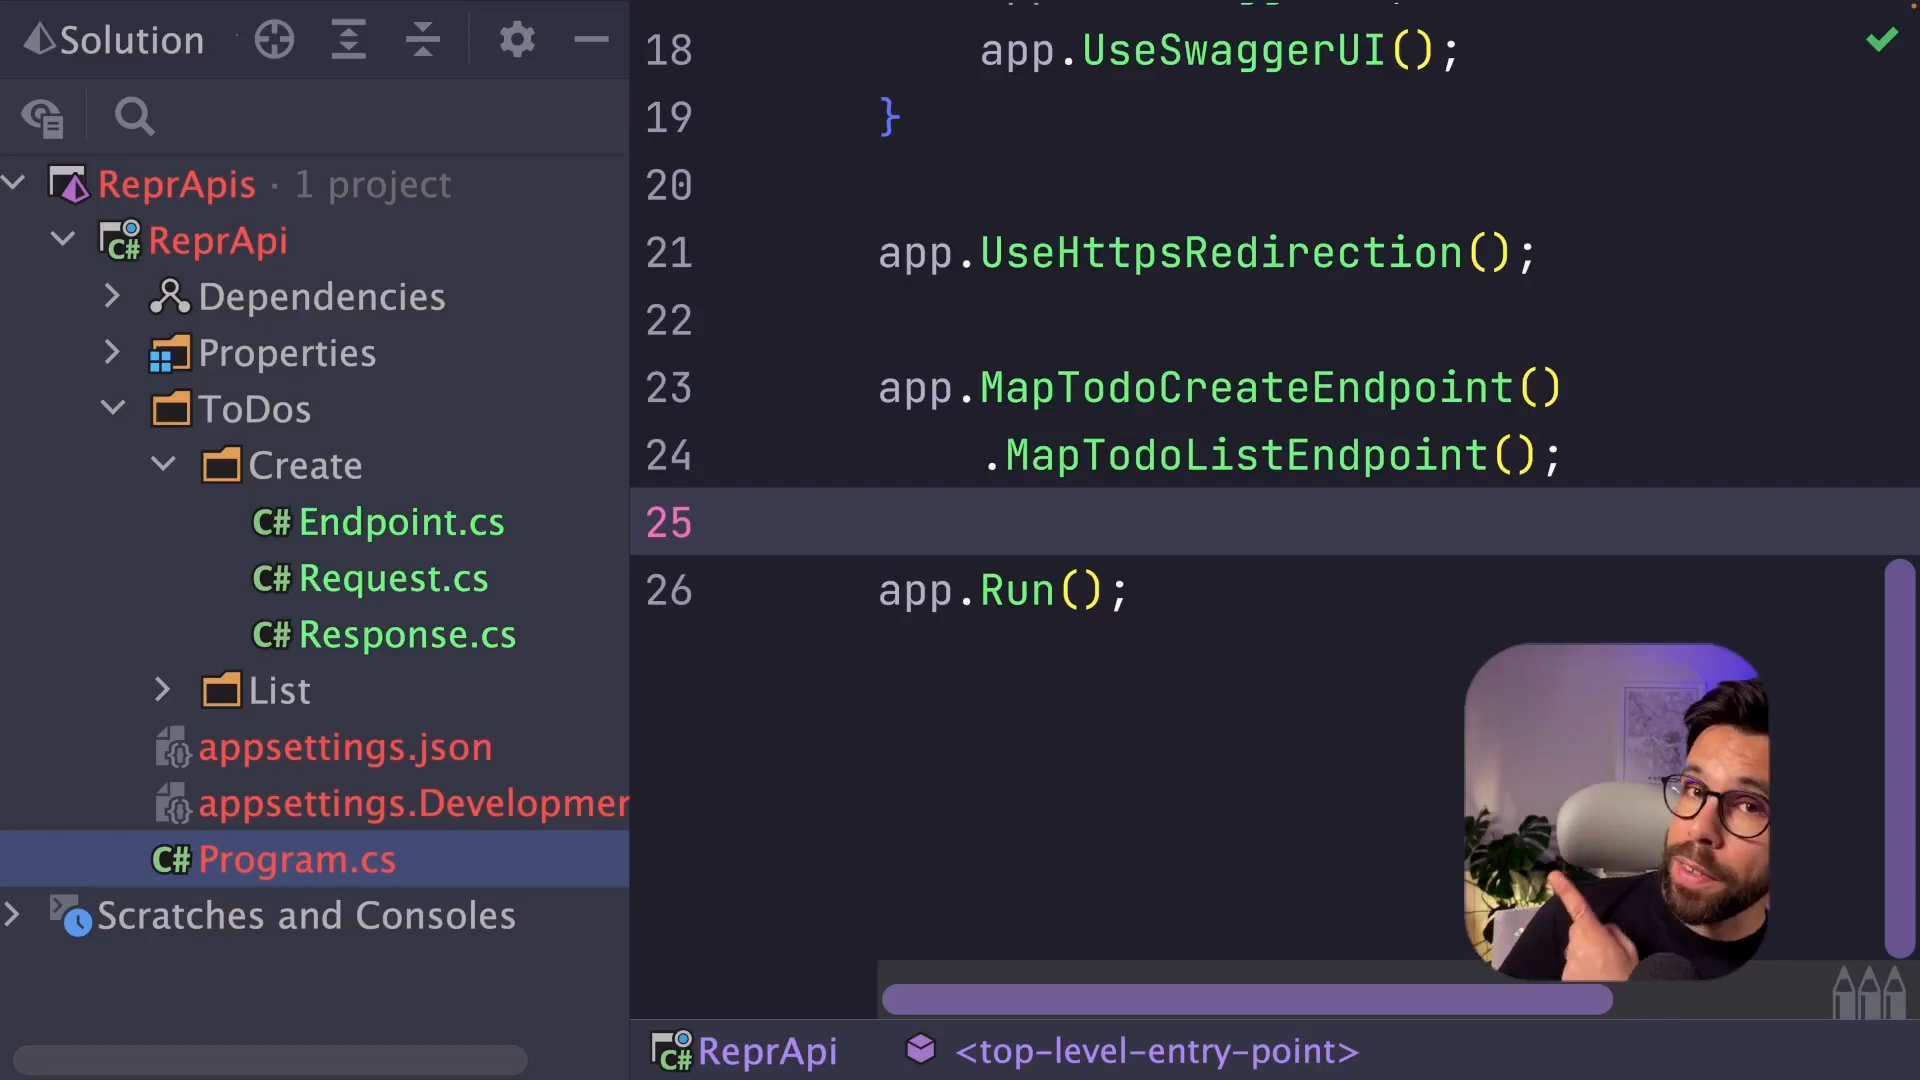 Solution
ReprApis · 1 project
ReprApi
Dependencies
Properties
ToDos
Create
C# Endpoint.cs
C# Request.cs
C# Response.cs
List
appsettings.json
appsettings.Developmer
C# Program.cs
Scratches and Consoles
18 app.UseSwaggerUI();
19 }
20
21 app.UseHttpsRedirection();
22
23 app.MapTodoCreateEndpoint()
24 .MapTodoListEndpoint();
25
26 app.Run();
C# ReprApi <top-level-entry-point>